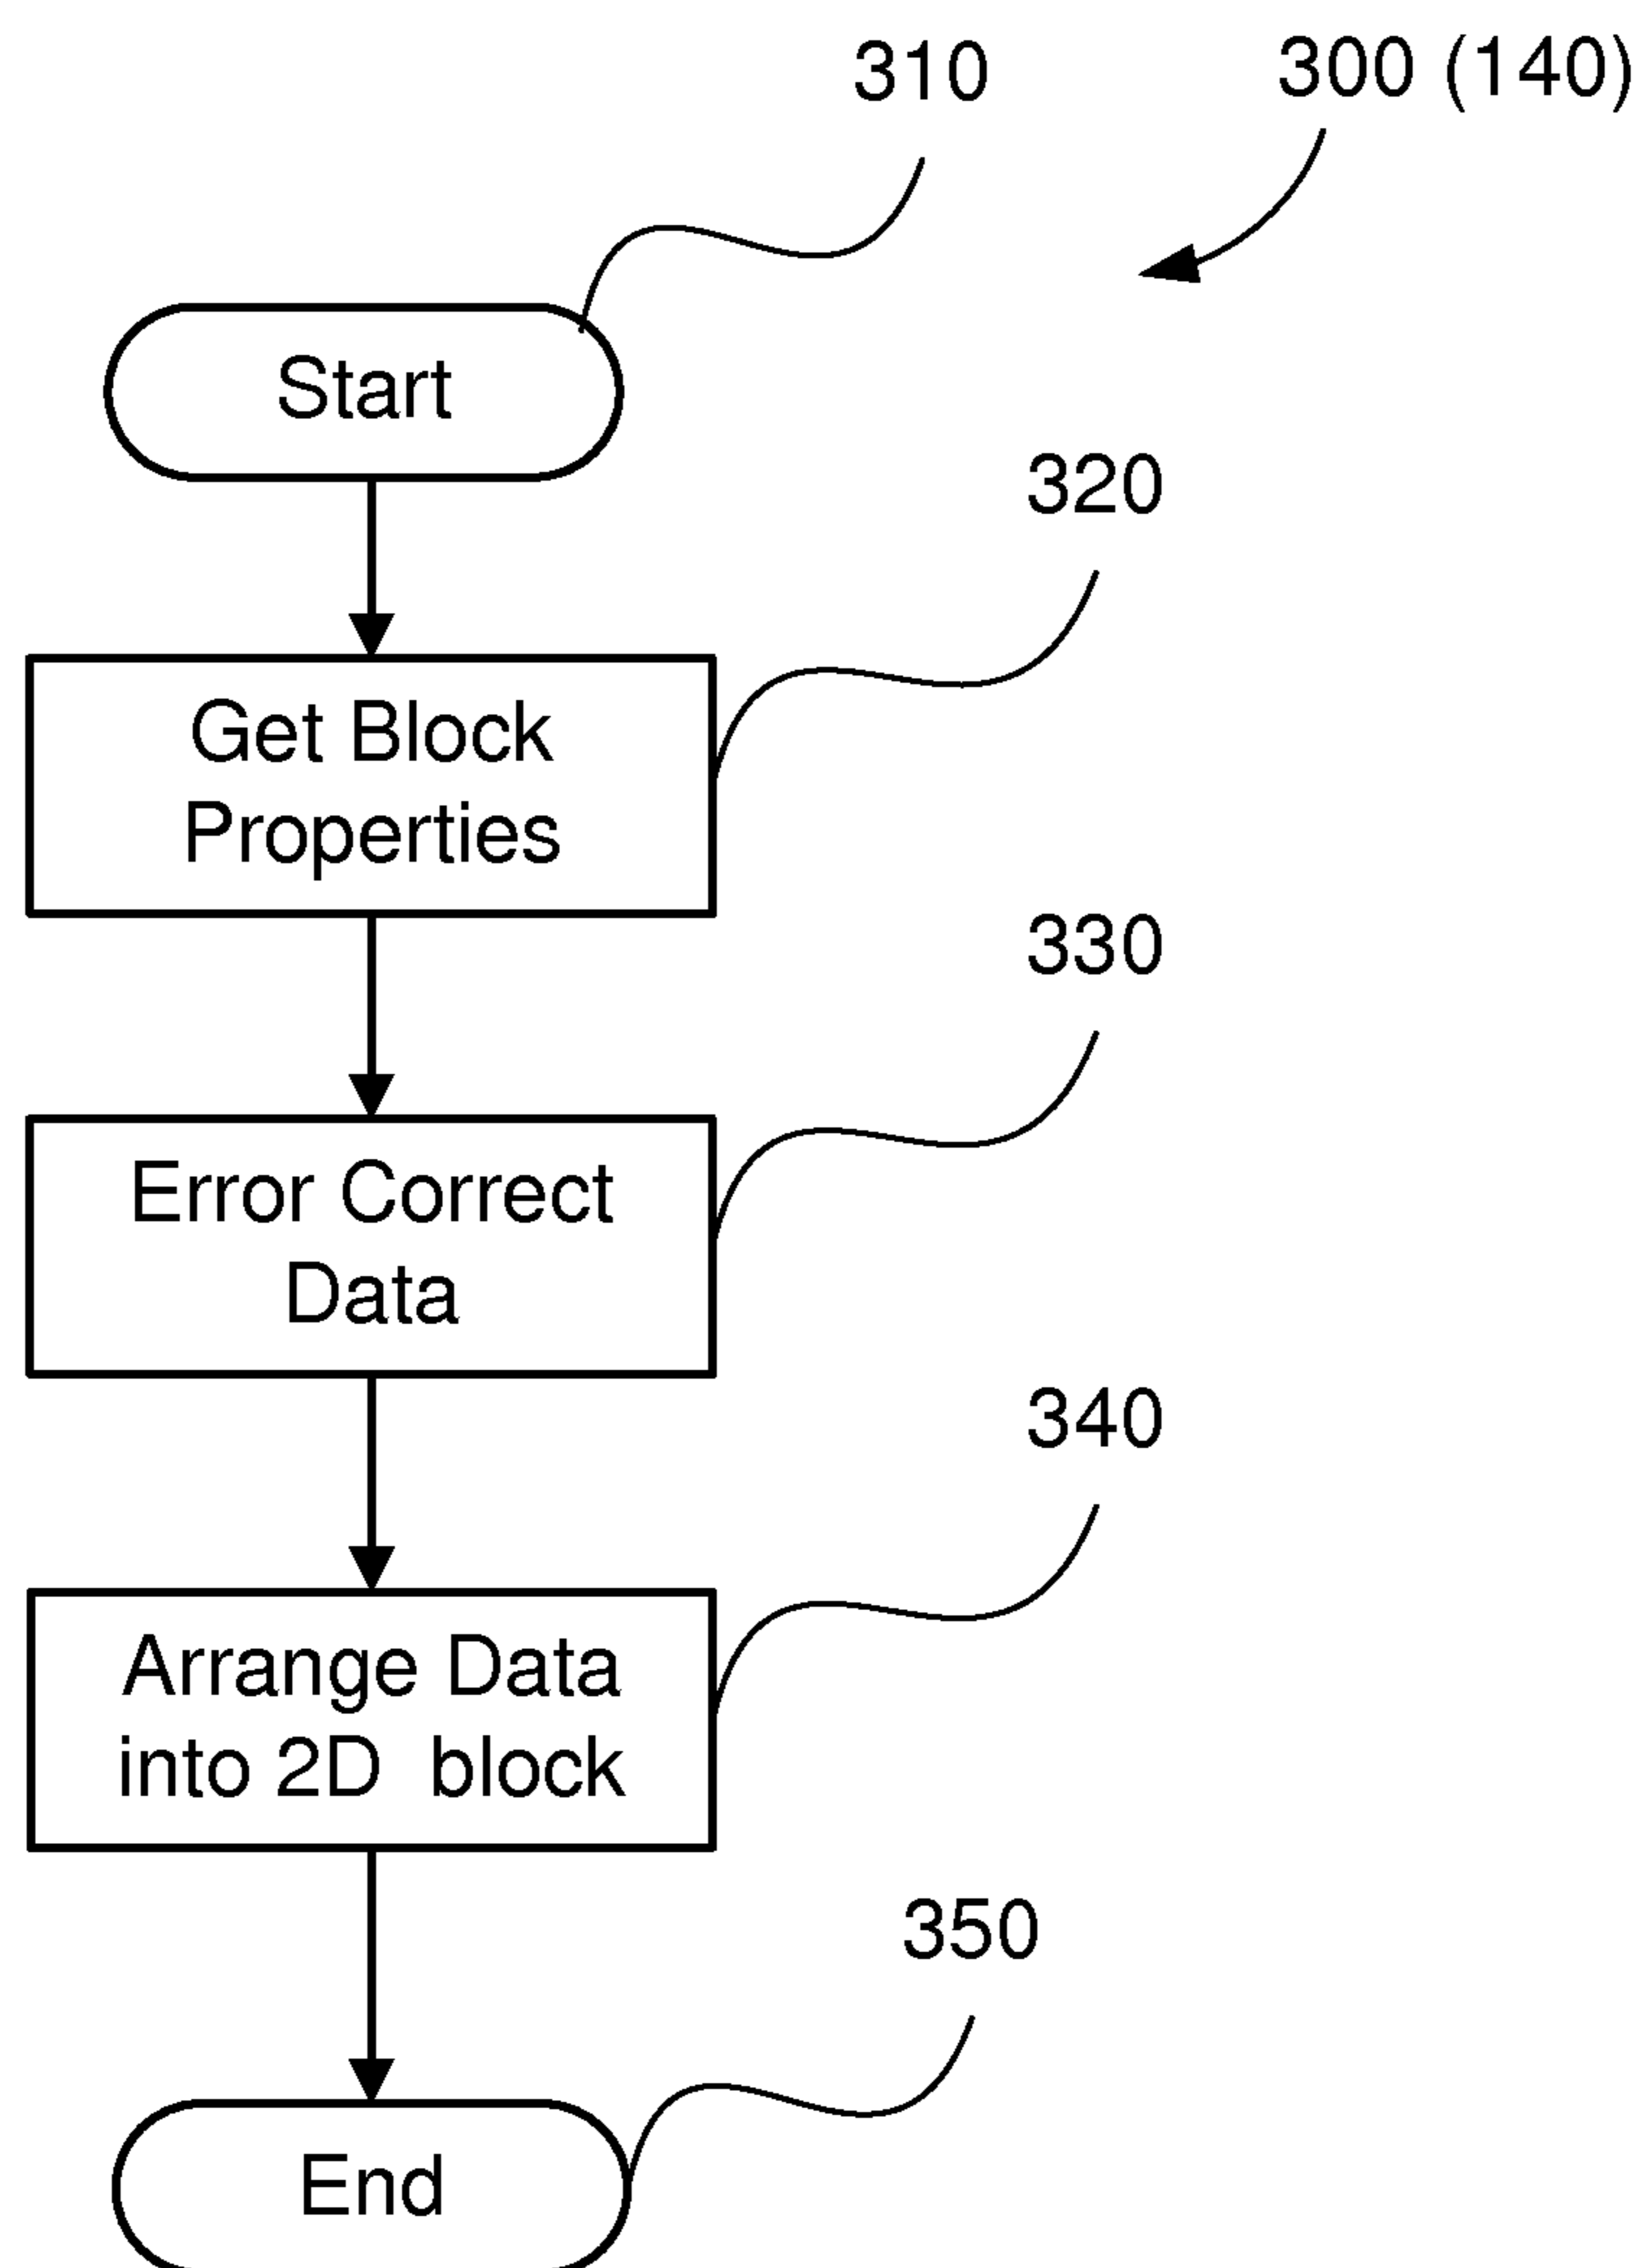 310
300 (140)
Start
320
Get Block
Properties
330
Error Correct
Data
340
Arrange Data
into 2D block
350
End